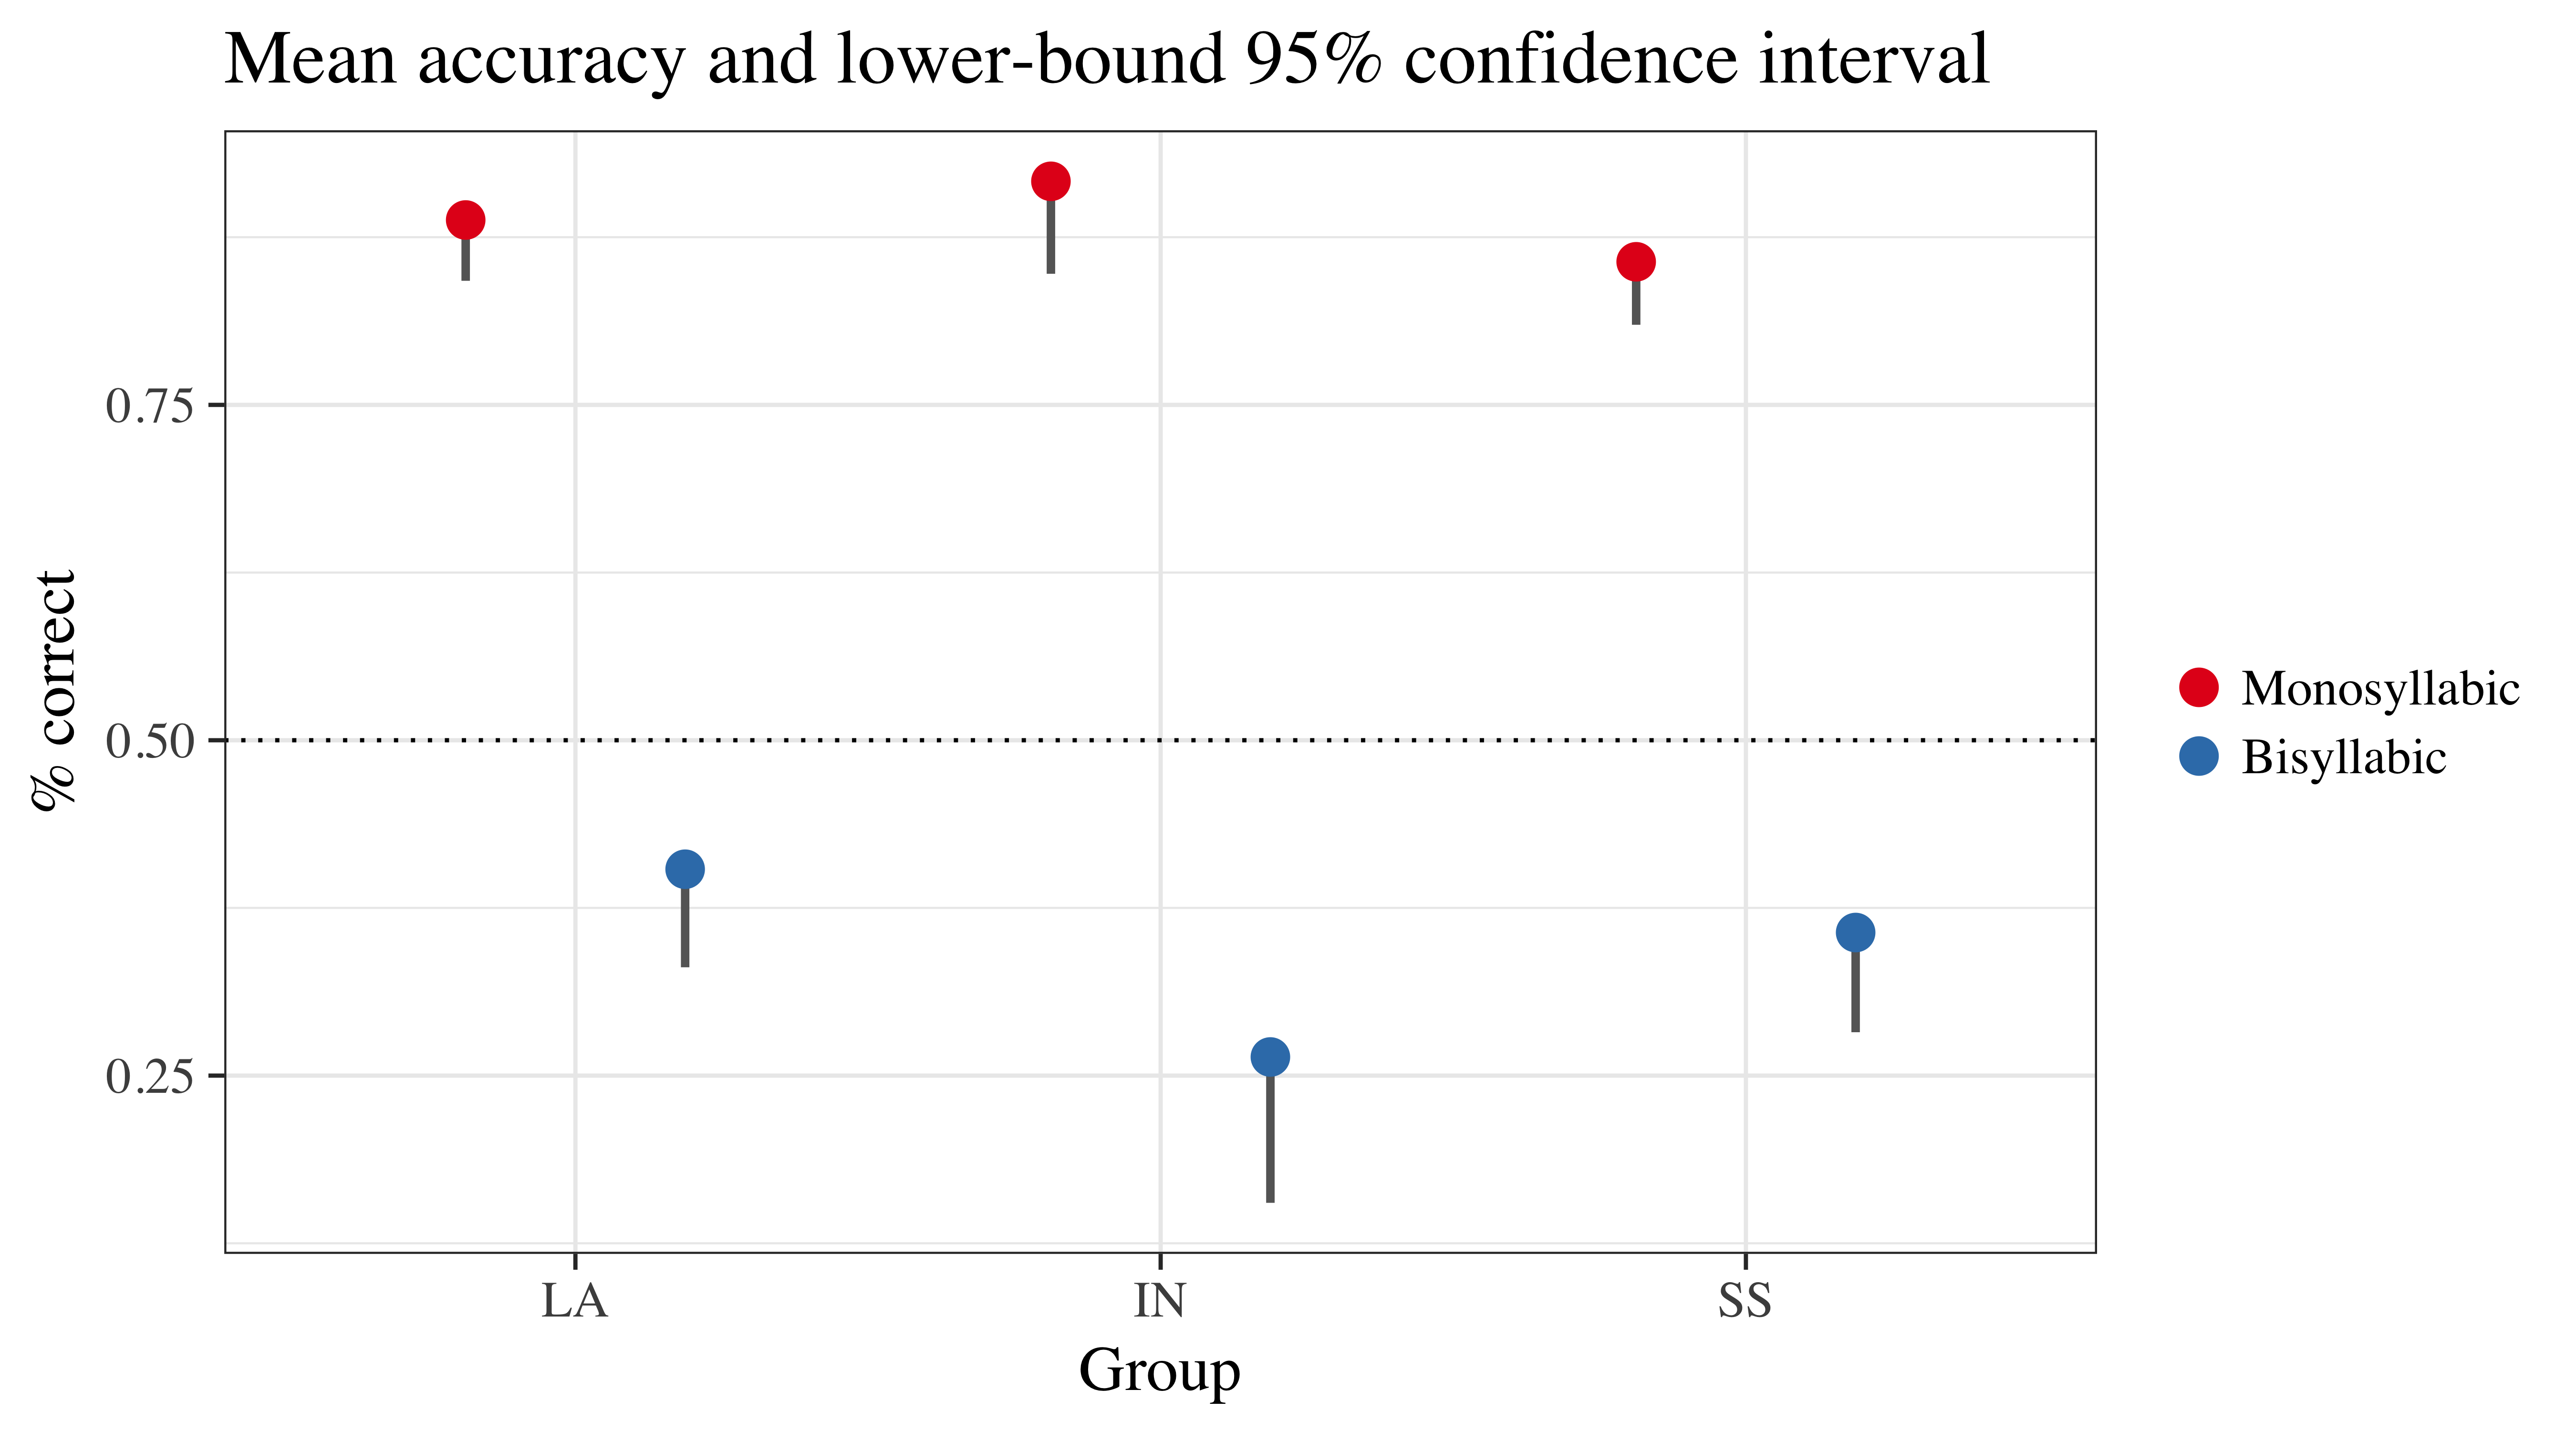 Mean accuracy and lower-bound 95% confidence interval
% correct
0.75
0.50
0.25
LA
IN
SS
Group
Monosyllabic
Bisyllabic